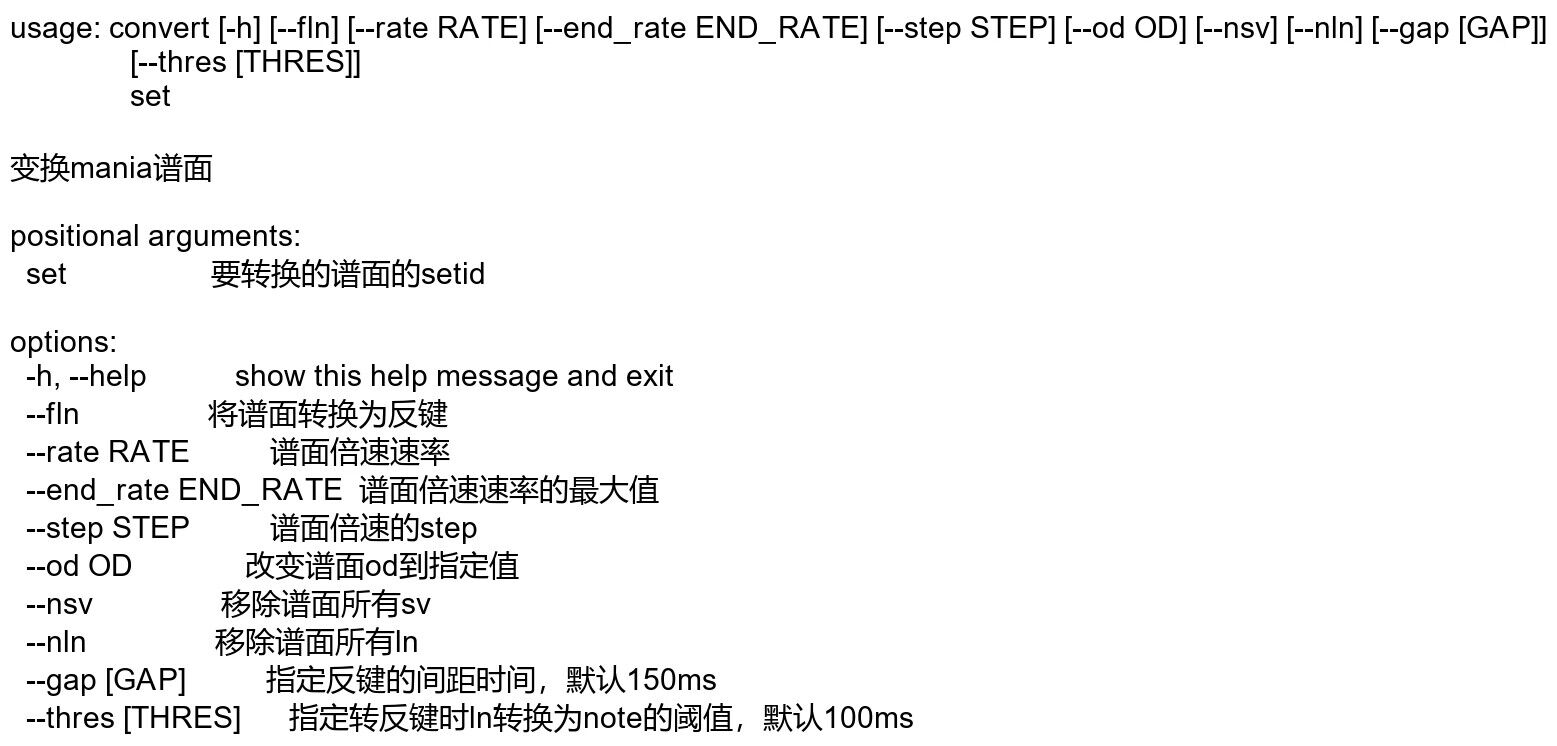 usage: convert [-h] [--fln] [--rate RATE] [--end_rate END_RATE] [--step STEP] [--od OD] [--nsv] [--nln] [--gap [GAP]]
[--thres [THRES]]
set
变换mania谱面
positional arguments:
set 要转换的谱面的setid
options:
-h, --help show this help message and exit
--fln 将谱面转换为反键
--rate RATE 谱面倍速速率
--end_rate END_RATE 谱面倍速速率的最大值
--step STEP 谱面倍速的step
--od OD 改变谱面od到指定值
--nsv 移除谱面所有sv
--nln 移除谱面所有ln
--gap [GAP] 指定反键的间距时间，默认150ms
--thres [THRES] 指定转反键时ln转换为note的阈值，默认100ms